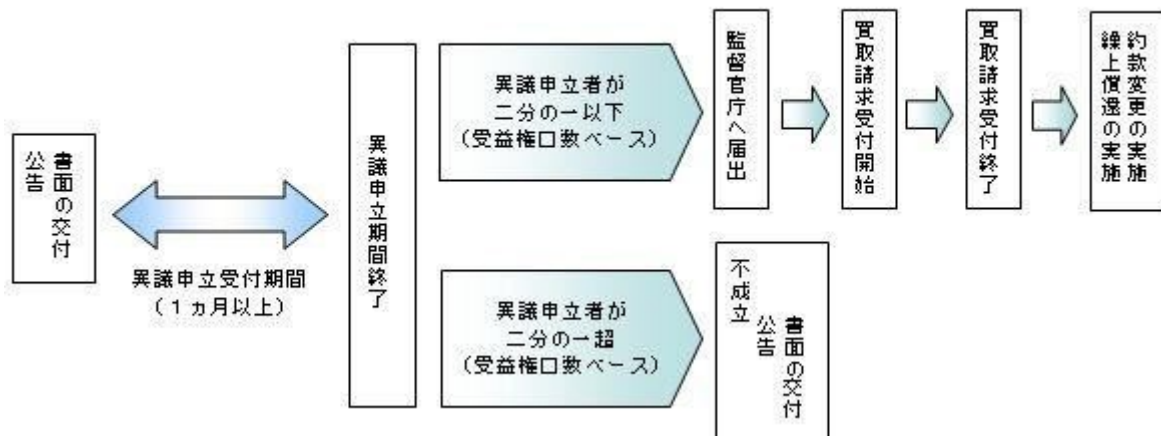 書面の交付
公告
異議申立受付期間
(1カ月以上)
異議申立期間終了
異議申立者が
二分の一以下
(受益権口数ベース)
監督官庁へ届出
買取請求受付開始
買取請求受付終了
約款変更の実施
繰上償還の実施
異議申立者が
二分の一超
(受益権口数ベース)
不成立
書面の交付
公告